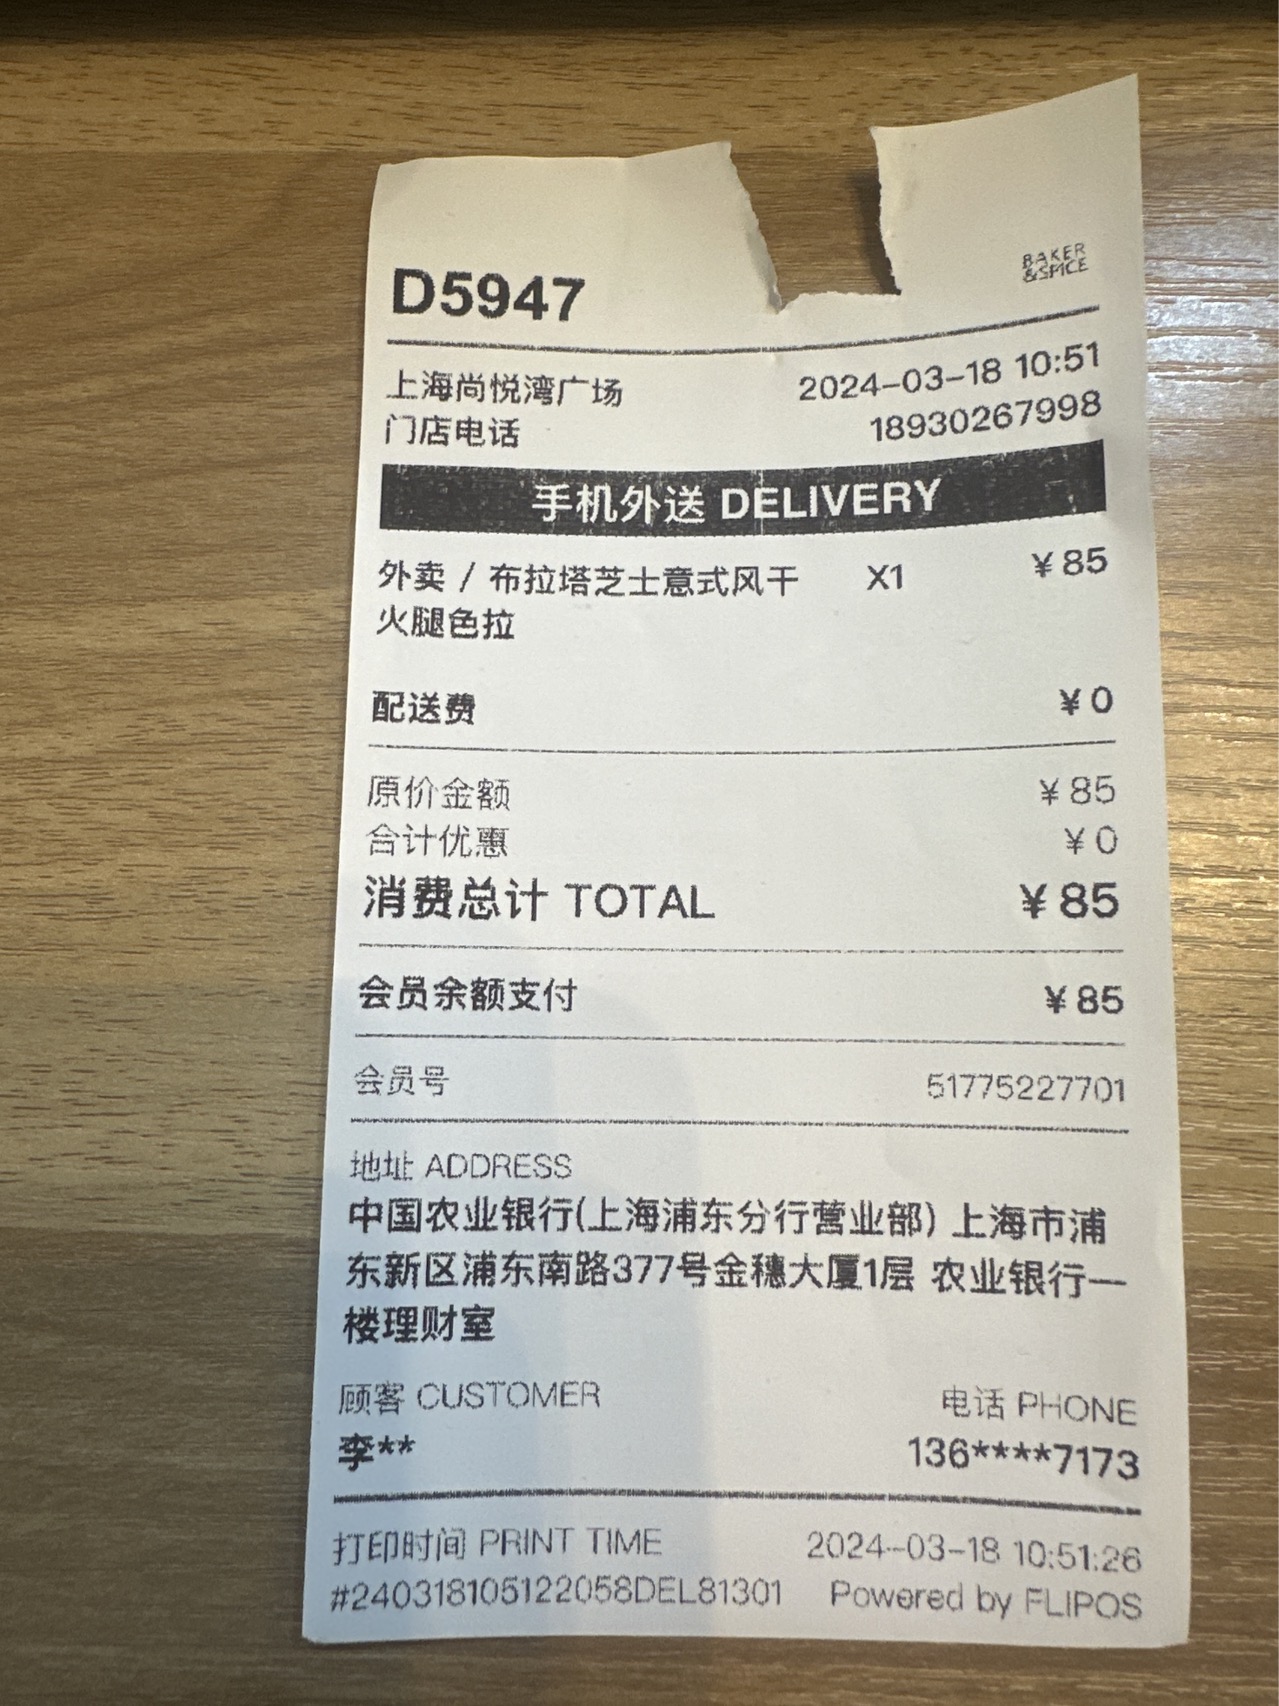 BAKER
&SPICE
D5947
上海尚悦湾广场 2024-03-18 10:51
门店电话 18930267998
手机外送 DELIVERY
外卖 / 布拉塔芝士意式风干 X1 ¥85
火腿色拉
配送费 ¥0
原价金额 ¥85
合计优惠 ¥0
消费总计 TOTAL ¥85
会员余额支付 ¥85
会员号 51775227701
地址 ADDRESS
中国农业银行(上海浦东分行营业部) 上海市浦
东新区浦东南路377号金穗大厦1层 农业银行一
楼理财室
顾客 CUSTOMER 电话 PHONE
李** 136****7173
打印时间 PRINT TIME 2024-03-18 10:51:26
#240318105122058DEL81301 Powered by FLIPOS